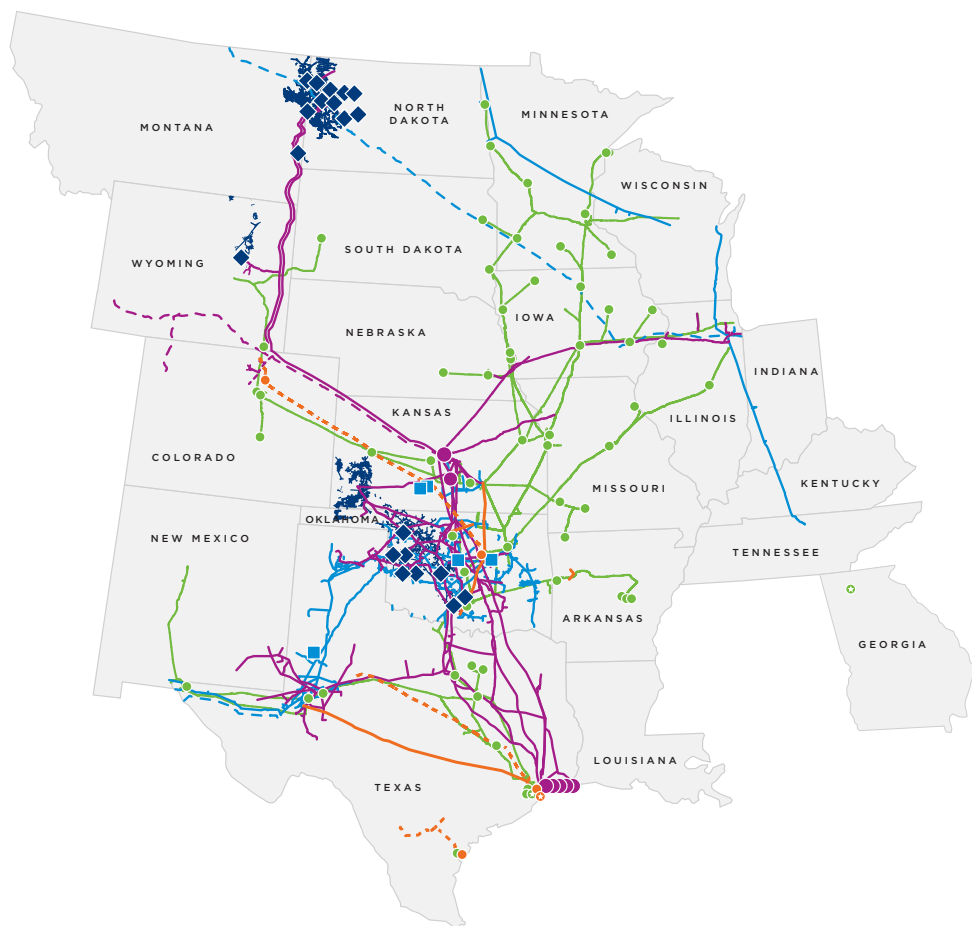 NORTH
DAKOTA
MINNESOTA
MONTANA
WISCONSIN
SOUTH DAKOTA
WYOMING
IOWA
NEBRASKA
INDIANA
KANSAS
ILLINOIS
COLORADO
KENTUCKY
MISSOURI
OKLAHOMA
NEW MEXICO
TENNESSEE
ARKANSAS
GEORGIA
LOUISIANA
TEXAS